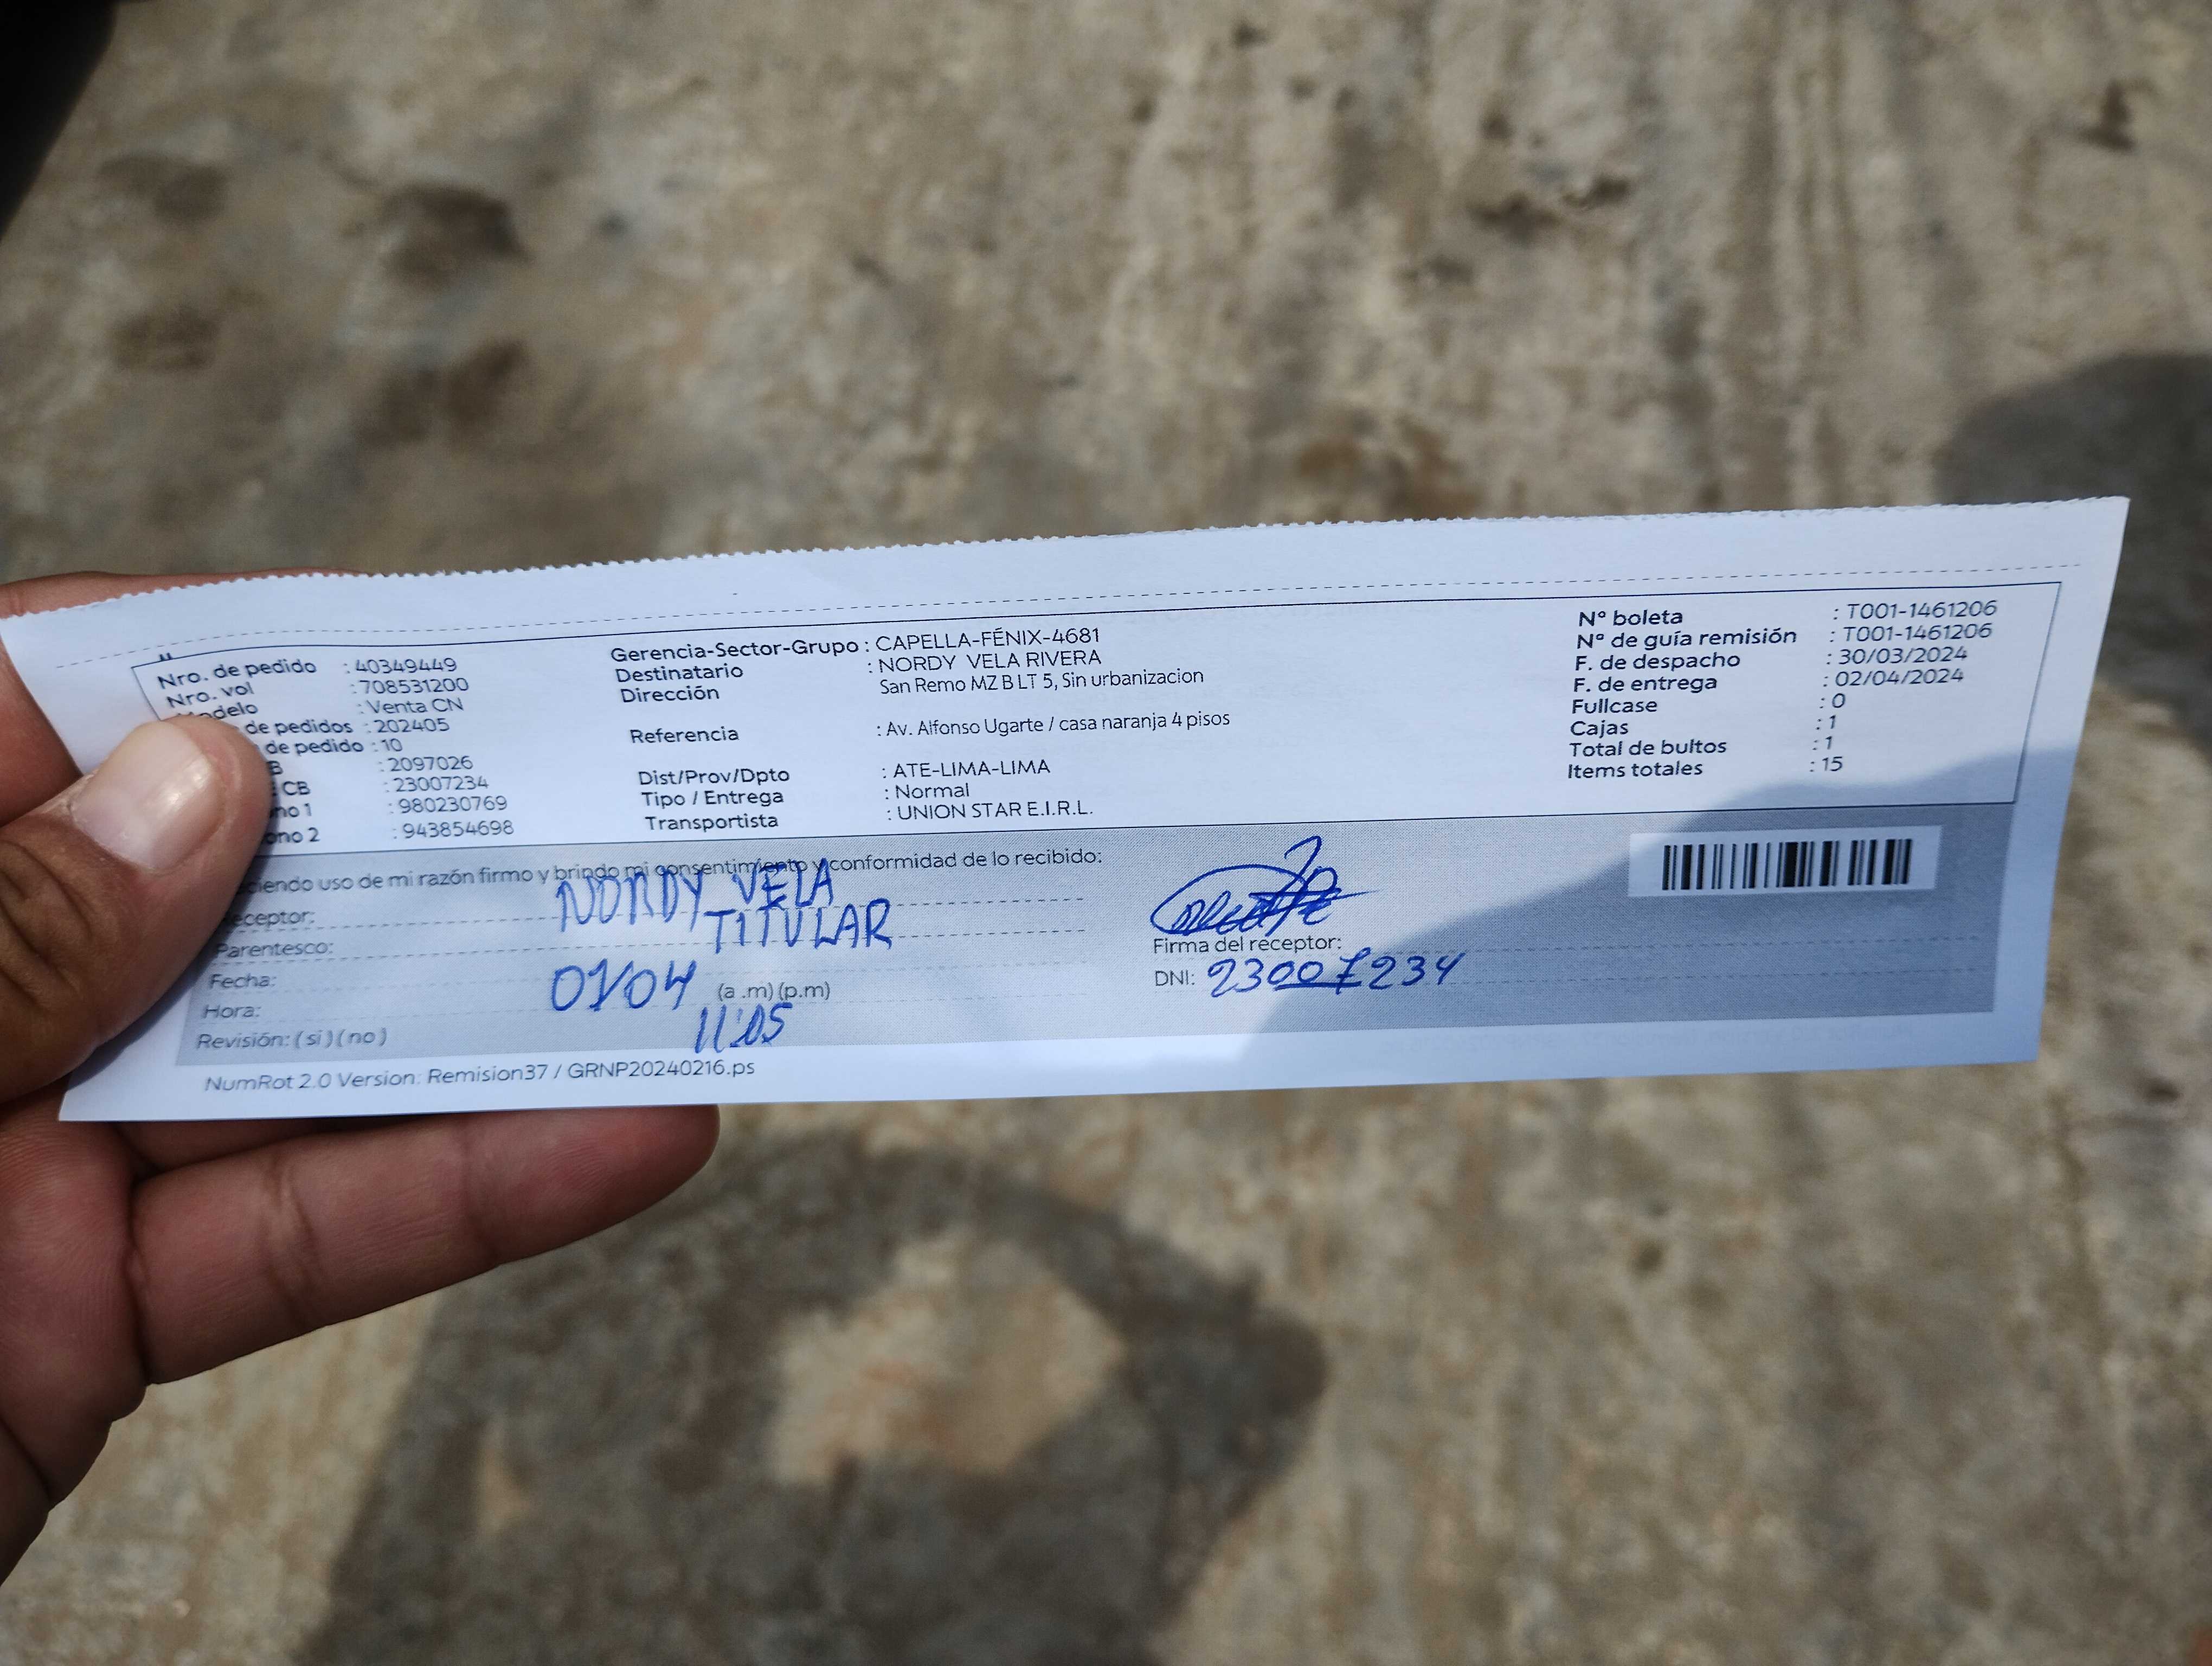 Nro. de pedido : 40349449
Nro. vol : 708531200
Modelo : Venta CN
de pedidos : 202405
de pedido : 10
B : 2097026
CB : 23007234
no 1 : 980230769
ono 2 : 943854698
Gerencia-Sector-Grupo : CAPELLA-FÉNIX-4681
Destinatario : NORDY VELA RIVERA
Dirección San Remo MZ B LT 5, Sin urbanizacion
Referencia : Av. Alfonso Ugarte / casa naranja 4 pisos
Dist/Prov/Dpto : ATE-LIMA-LIMA
Tipo / Entrega : Normal
Transportista : UNION STAR E.I.R.L.
Nº boleta : T001-1461206
Nº de guía remisión : T001-1461206
F. de despacho : 30/03/2024
F. de entrega : 02/04/2024
Fullcase : 0
Cajas : 1
Total de bultos : 1
Items totales : 15
ciendo uso de mi razón firmo y brindo mi consentimiento y conformidad de lo recibido:
Receptor: NORDY VELA
Parentesco: TITULAR
Fecha: 01/04
Hora: (a .m) (p.m) 11:05
Revisión: ( si ) ( no )
Firma del receptor:
DNI: 23007234
NumRot 2.0 Version: Remision37 / GRNP20240216.ps